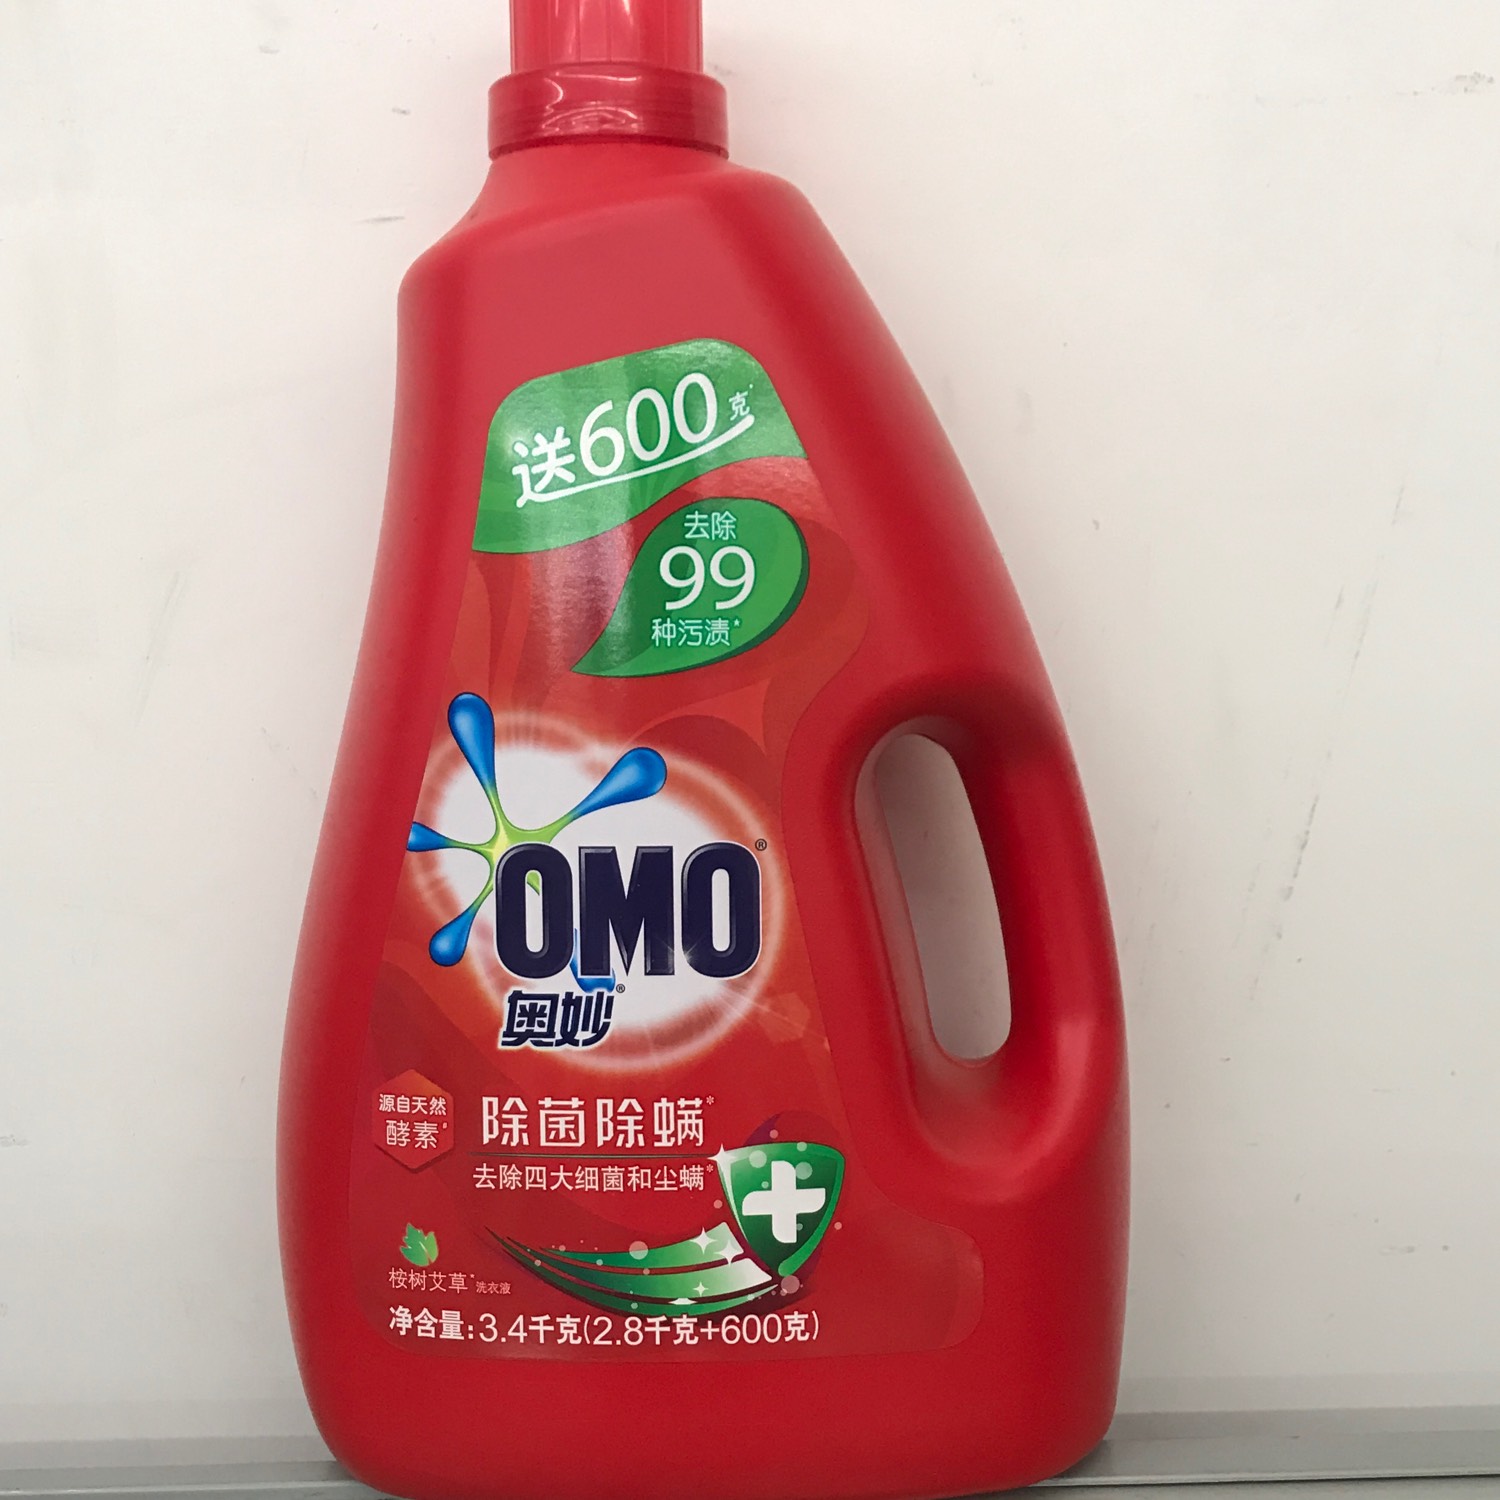 送600克*
去除
99
种污渍*
OMO®
奥妙®
源自天然
酵素#
除菌除螨*
去除四大细菌和尘螨*
桉树艾草*洗衣液
净含量:3.4千克(2.8千克+600克)